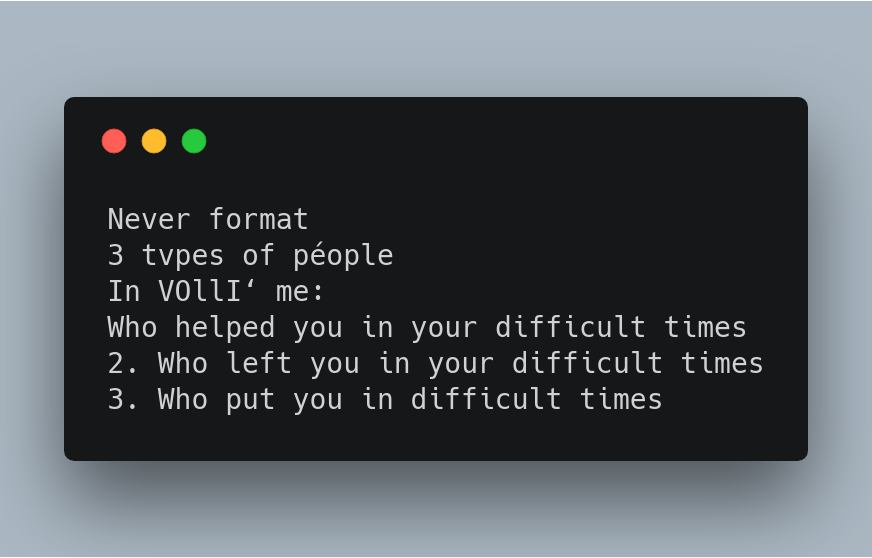 Never format
3 tvpes of péople
In VOllI‘ me:
Who helped you in your difficult times
2. Who left you in your difficult times
3. Who put you in difficult times